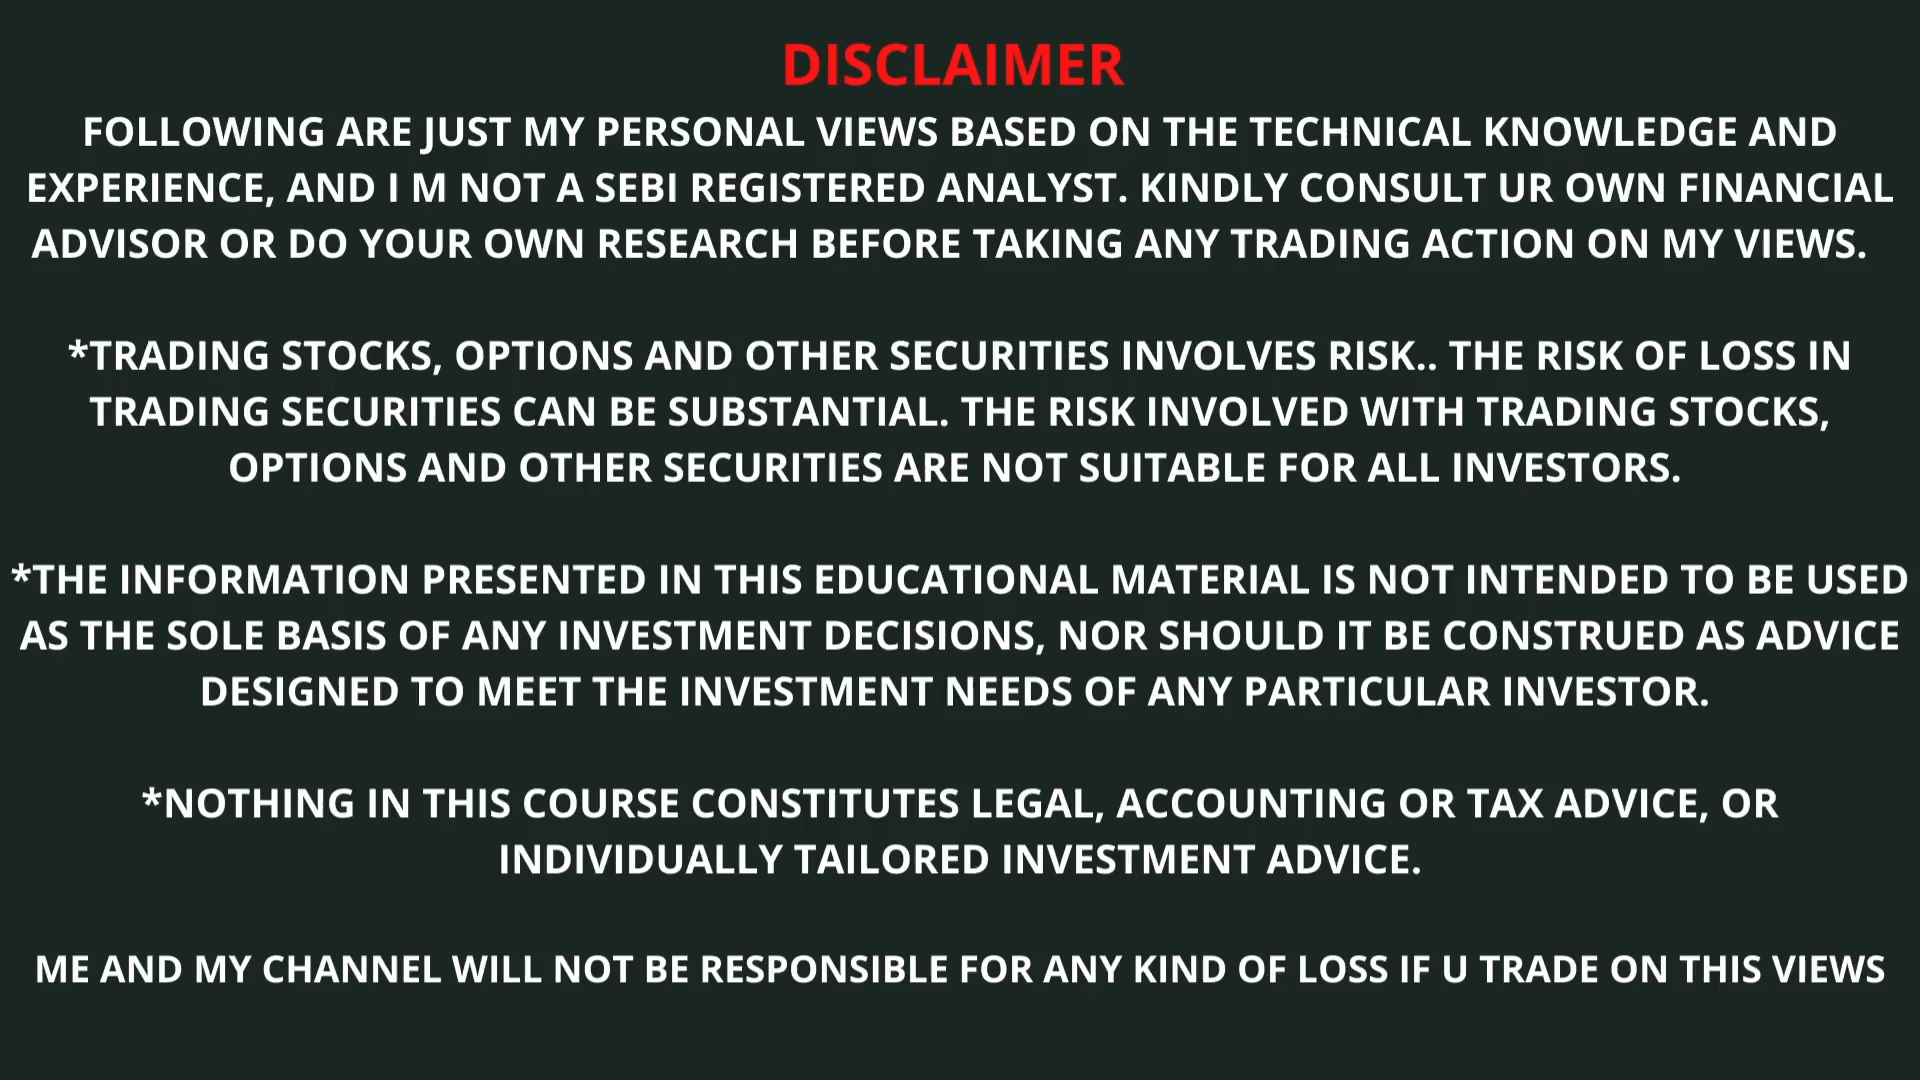 DISCLAIMER
FOLLOWING ARE JUST MY PERSONAL VIEWS BASED ON THE TECHNICAL KNOWLEDGE AND
EXPERIENCE, AND I M NOT A SEBI REGISTERED ANALYST. KINDLY CONSULT UR OWN FINANCIAL
ADVISOR OR DO YOUR OWN RESEARCH BEFORE TAKING ANY TRADING ACTION ON MY VIEWS.
*TRADING STOCKS, OPTIONS AND OTHER SECURITIES INVOLVES RISK.. THE RISK OF LOSS IN
TRADING SECURITIES CAN BE SUBSTANTIAL. THE RISK INVOLVED WITH TRADING STOCKS,
OPTIONS AND OTHER SECURITIES ARE NOT SUITABLE FOR ALL INVESTORS.
*THE INFORMATION PRESENTED IN THIS EDUCATIONAL MATERIAL IS NOT INTENDED TO BE USED
AS THE SOLE BASIS OF ANY INVESTMENT DECISIONS, NOR SHOULD IT BE CONSTRUED AS ADVICE
DESIGNED TO MEET THE INVESTMENT NEEDS OF ANY PARTICULAR INVESTOR.
*NOTHING IN THIS COURSE CONSTITUTES LEGAL, ACCOUNTING OR TAX ADVICE, OR
INDIVIDUALLY TAILORED INVESTMENT ADVICE.
ME AND MY CHANNEL WILL NOT BE RESPONSIBLE FOR ANY KIND OF LOSS IF U TRADE ON THIS VIEWS